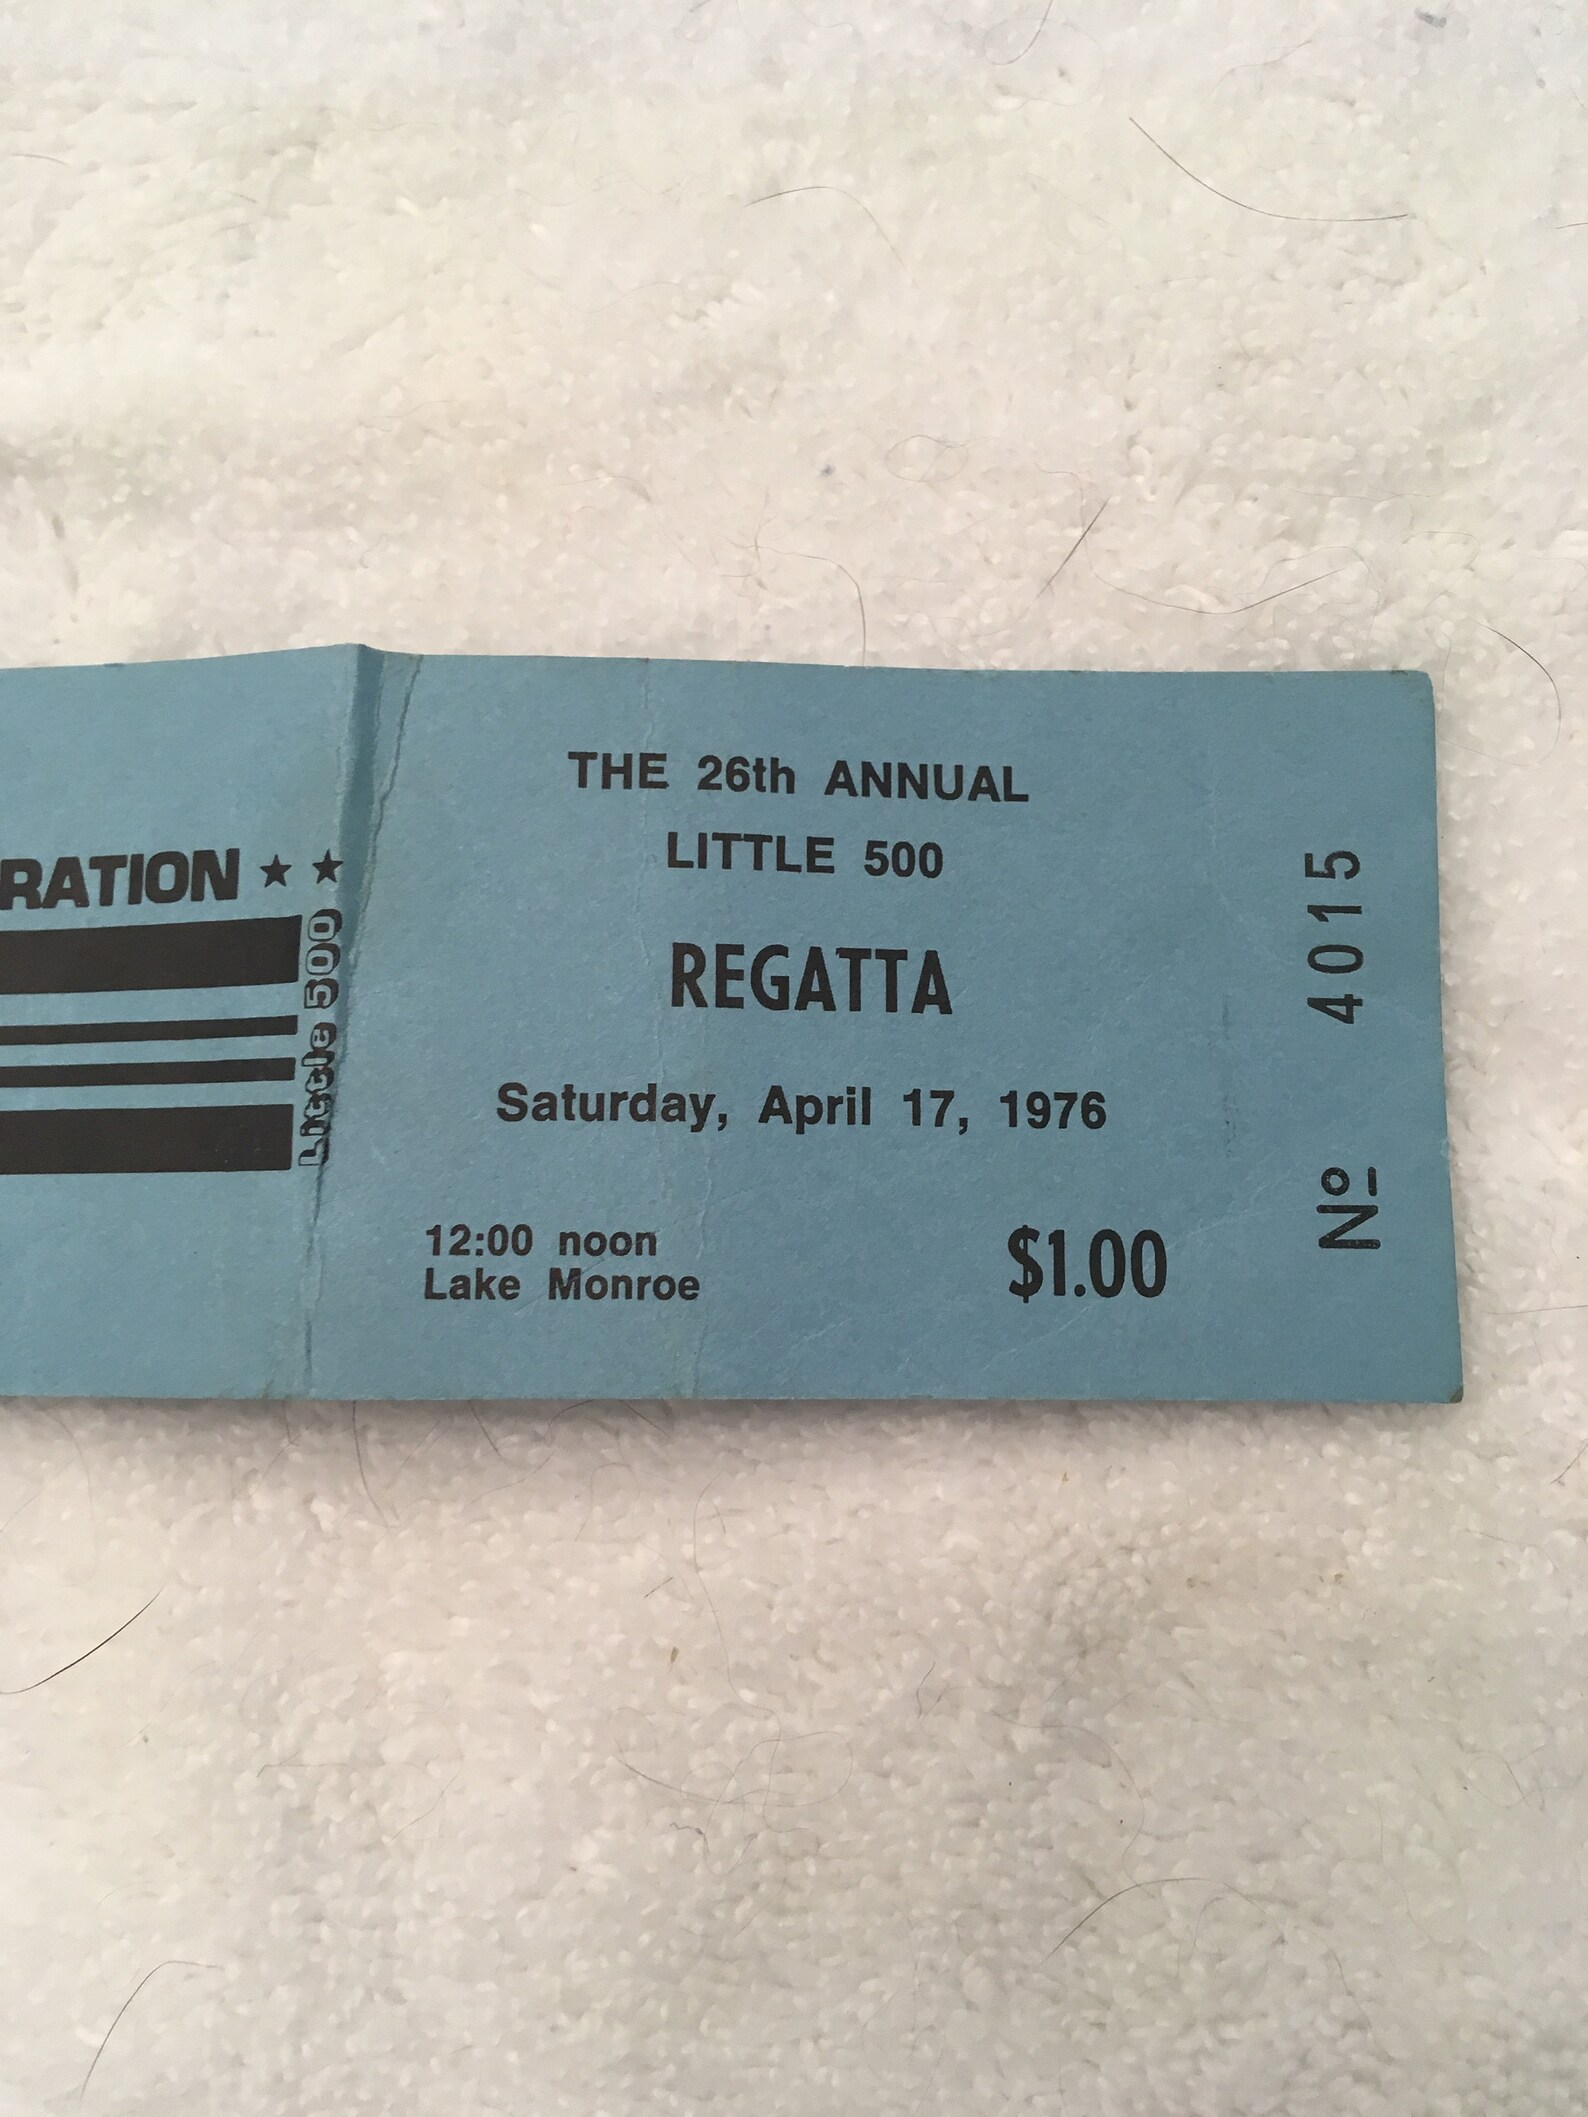 RATION ★ ★
Little 500
THE 26th ANNUAL
LITTLE 500
REGATTA
Saturday, April 17, 1976
12:00 noon
Lake Monroe
$1.00
Nº 4015